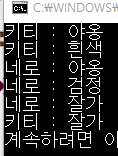 C:\WINDOWS\
키티 : 야옹
키티 : 흰색
네로 : 야옹
네로 : 검정
네로 : 잘가
키티 : 잘가
계속하려면